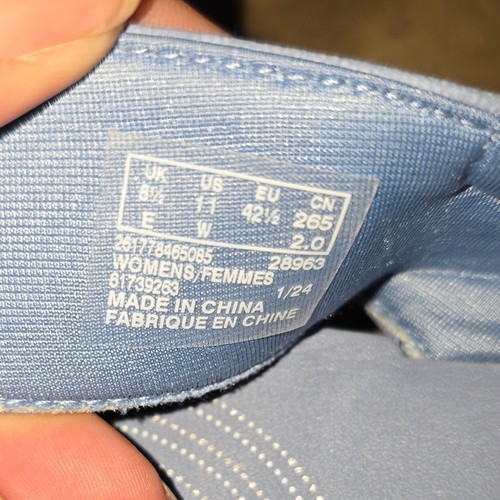 UK US EU CN
8½ 11 42½ 265
E W 2.0
261778465085 28963
WOMENS/FEMMES
61739263 1/24
MADE IN CHINA
FABRIQUE EN CHINE